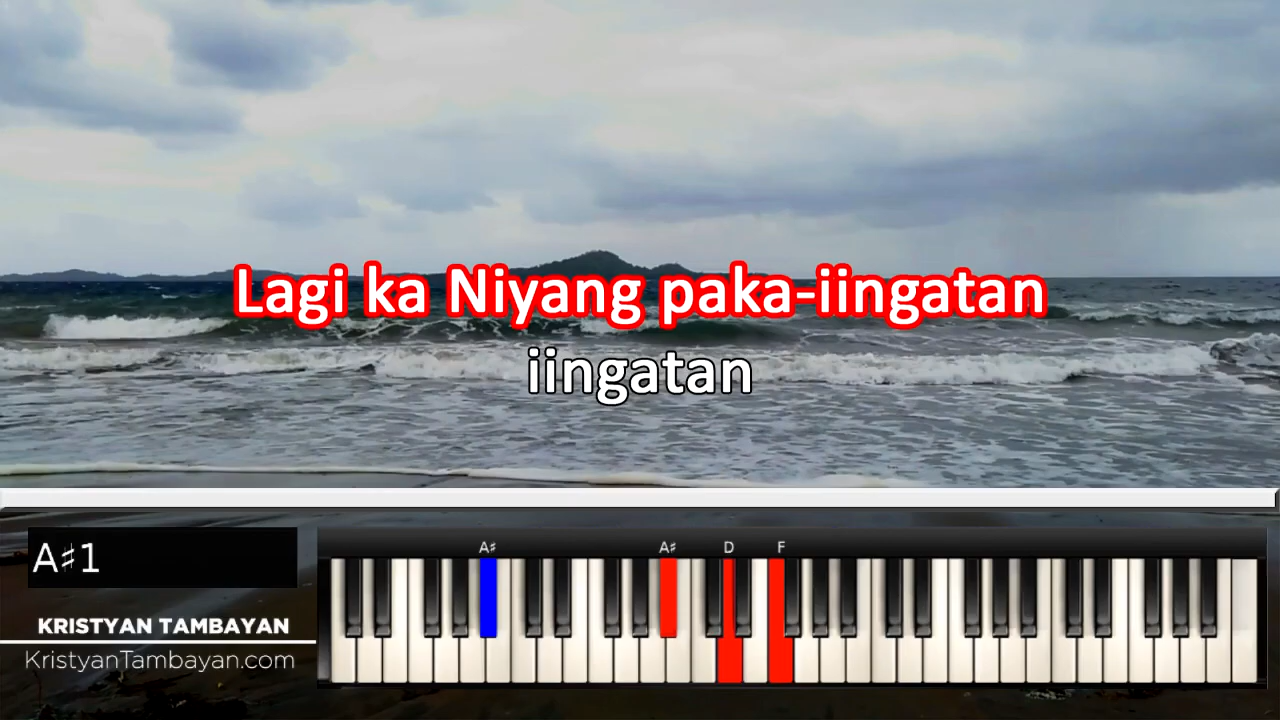 Lagi ka Niyang paka-iingatan
iingatan
A♯ A♯ D F
A♯1
KRISTYAN TAMBAYAN
KristyanTambayan.com